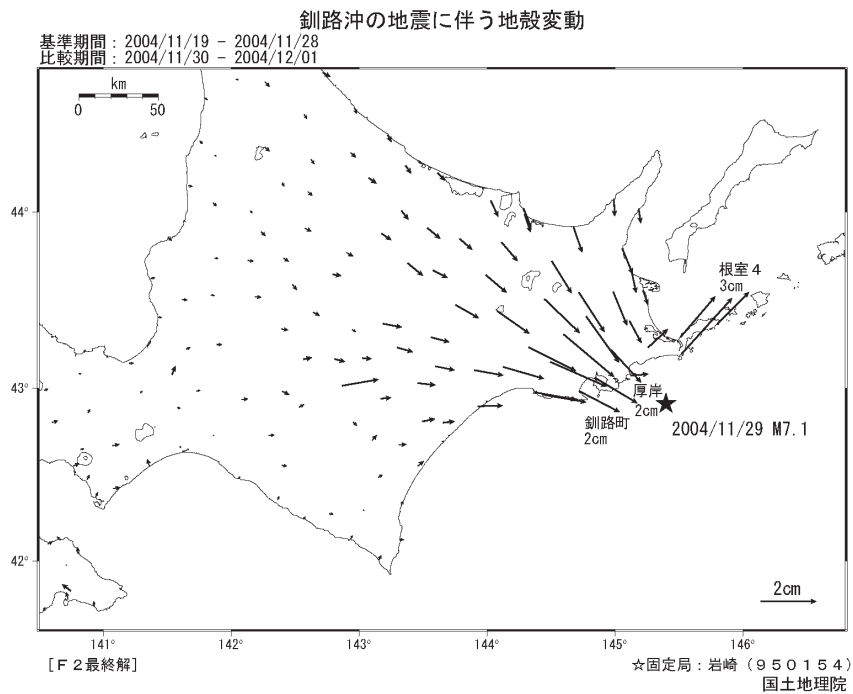 釧路沖の地震に伴う地殻変動
基準期間：2004/11/19 - 2004/11/28
比較期間：2004/11/30 - 2004/12/01
km
0 50
44°
根室４
3cm
43°
厚岸
2cm
釧路町
2cm
2004/11/29 M7.1
42°
2cm
141° 142° 143° 144° 145° 146°
［Ｆ２最終解］
☆固定局：岩崎（９５０１５４）
国土地理院